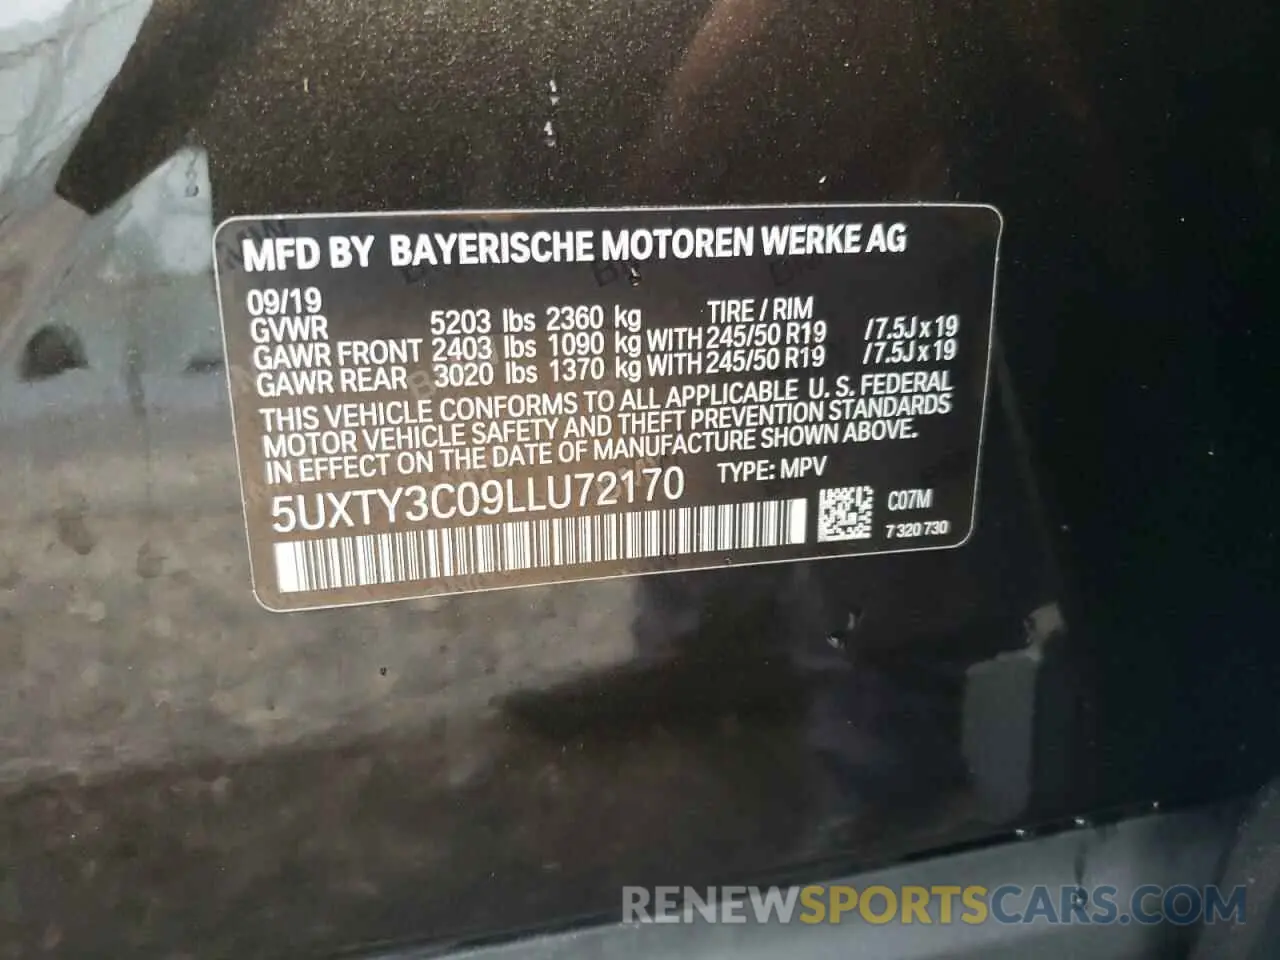 MFD BY BAYERISCHE MOTOREN WERKE AG
09/19 TIRE / RIM
GVWR 5203 lbs 2360 kg
GAWR FRONT 2403 lbs 1090 kg WITH 245/50 R19 /7.5J x 19
GAWR REAR 3020 lbs 1370 kg WITH 245/50 R19 /7.5J x 19
THIS VEHICLE CONFORMS TO ALL APPLICABLE U. S. FEDERAL
MOTOR VEHICLE SAFETY AND THEFT PREVENTION STANDARDS
IN EFFECT ON THE DATE OF MANUFACTURE SHOWN ABOVE.
5UXTY3C09LLU72170 TYPE: MPV
C07M
7 320 730
RENEWSPORTSCARS.COM